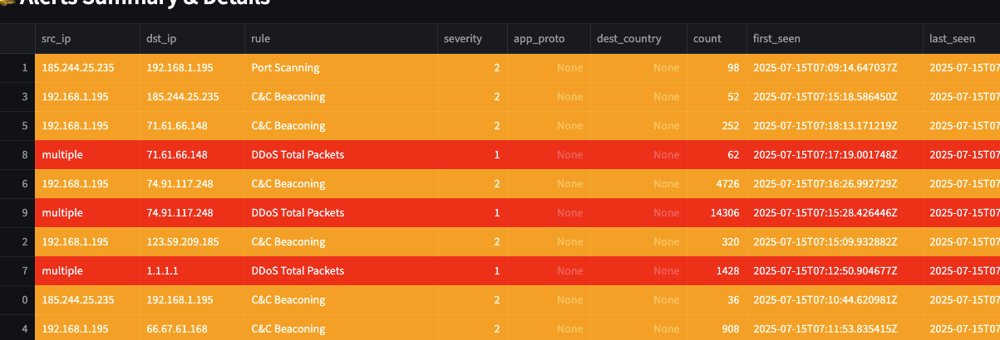 Alerts Summary & Details
src_ip dst_ip rule severity app_proto dest_country count first_seen last_seen
1 185.244.25.235 192.168.1.195 Port Scanning 2 None None 98 2025-07-15T07:09:14.647037Z 2025-07-15T07
3 192.168.1.195 185.244.25.235 C&C Beaconing 2 None None 52 2025-07-15T07:15:18.586450Z 2025-07-15T07
5 192.168.1.195 71.61.66.148 C&C Beaconing 2 None None 252 2025-07-15T07:18:13.171219Z 2025-07-15T07
8 multiple 71.61.66.148 DDoS Total Packets 1 None None 62 2025-07-15T07:17:19.001748Z 2025-07-15T07
6 192.168.1.195 74.91.117.248 C&C Beaconing 2 None None 4726 2025-07-15T07:16:26.992729Z 2025-07-15T07
9 multiple 74.91.117.248 DDoS Total Packets 1 None None 14306 2025-07-15T07:15:28.426446Z 2025-07-15T07
2 192.168.1.195 123.59.209.185 C&C Beaconing 2 None None 320 2025-07-15T07:15:09.932882Z 2025-07-15T07
7 multiple 1.1.1.1 DDoS Total Packets 1 None None 1428 2025-07-15T07:12:50.904677Z 2025-07-15T07
0 185.244.25.235 192.168.1.195 C&C Beaconing 2 None None 36 2025-07-15T07:10:44.620981Z 2025-07-15T07
4 192.168.1.195 66.67.61.168 C&C Beaconing 2 None None 908 2025-07-15T07:11:53.835415Z 2025-07-15T07